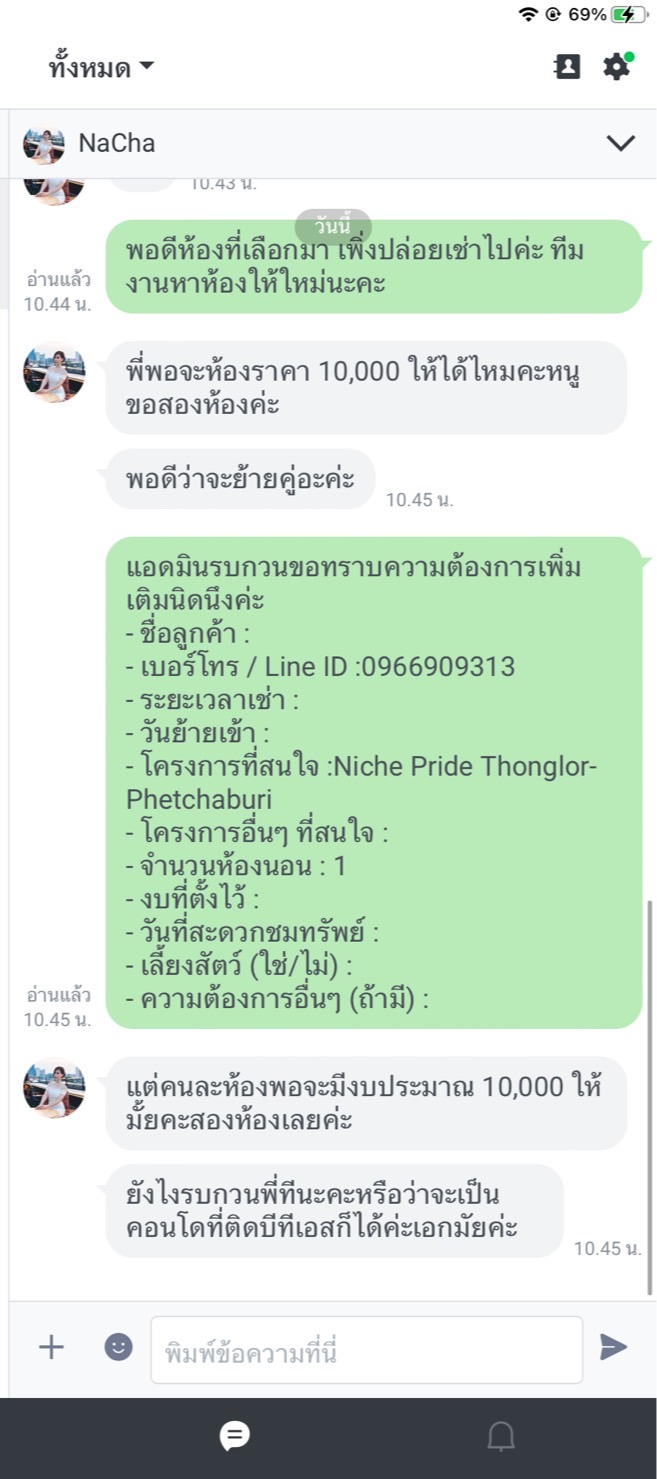 69%
ทั้งหมด
NaCha
10.43 น.
วันนี้
พอดีห้องที่เลือกมา เพิ่งปล่อยเช่าไปค่ะ ทีม
งานหาห้องให้ใหม่นะคะ
อ่านแล้ว
10.44 น.
พี่พอจะห้องราคา 10,000 ให้ได้ไหมคะหนู
ขอสองห้องค่ะ
พอดีว่าจะย้ายคู่อะค่ะ
10.45 น.
แอดมินรบกวนขอทราบความต้องการเพิ่ม
เติมนิดนึงค่ะ
- ชื่อลูกค้า :
- เบอร์โทร / Line ID :0966909313
- ระยะเวลาเช่า :
- วันย้ายเข้า :
- โครงการที่สนใจ :Niche Pride Thonglor-
Phetchaburi
- โครงการอื่นๆ ที่สนใจ :
- จำนวนห้องนอน : 1
- งบที่ตั้งไว้ :
- วันที่สะดวกชมทรัพย์ :
- เลี้ยงสัตว์ (ใช่/ไม่) :
- ความต้องการอื่นๆ (ถ้ามี) :
อ่านแล้ว
10.45 น.
แต่คนละห้องพอจะมีงบประมาณ 10,000 ให้
มั้ยคะสองห้องเลยค่ะ
ยังไงรบกวนพี่ทีนะคะหรือว่าจะเป็น
คอนโดที่ติดบีทีเอสก็ได้ค่ะเอกมัยค่ะ
10.45 น.
พิมพ์ข้อความที่นี่